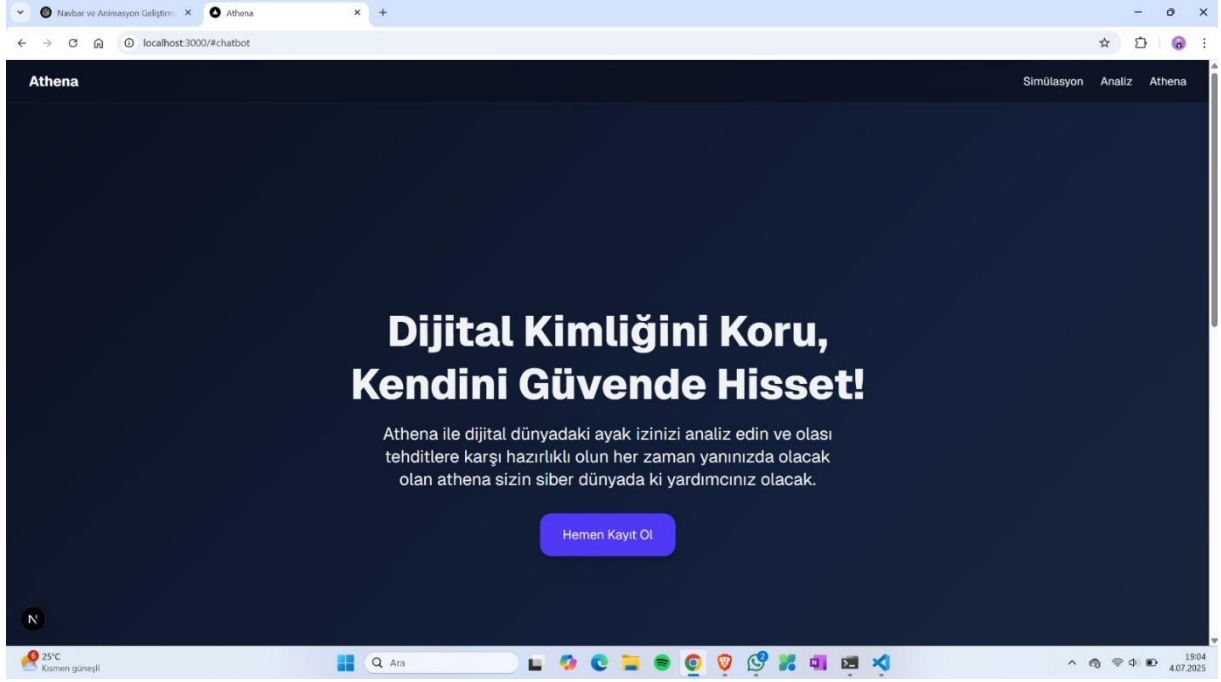 Navbar ve Animasyon Geliştirm
Athena
localhost:3000/#chatbot
Athena
Simülasyon Analiz Athena
Dijital Kimliğini Koru,
Kendini Güvende Hisset!
Athena ile dijital dünyadaki ayak izinizi analiz edin ve olası
tehditlere karşı hazırlıklı olun her zaman yanınızda olacak
olan athena sizin siber dünyada ki yardımcınız olacak.
Hemen Kayıt Ol
N
6
25°C
Kısmen güneşli
Ara
2
19:04
4.07.2025